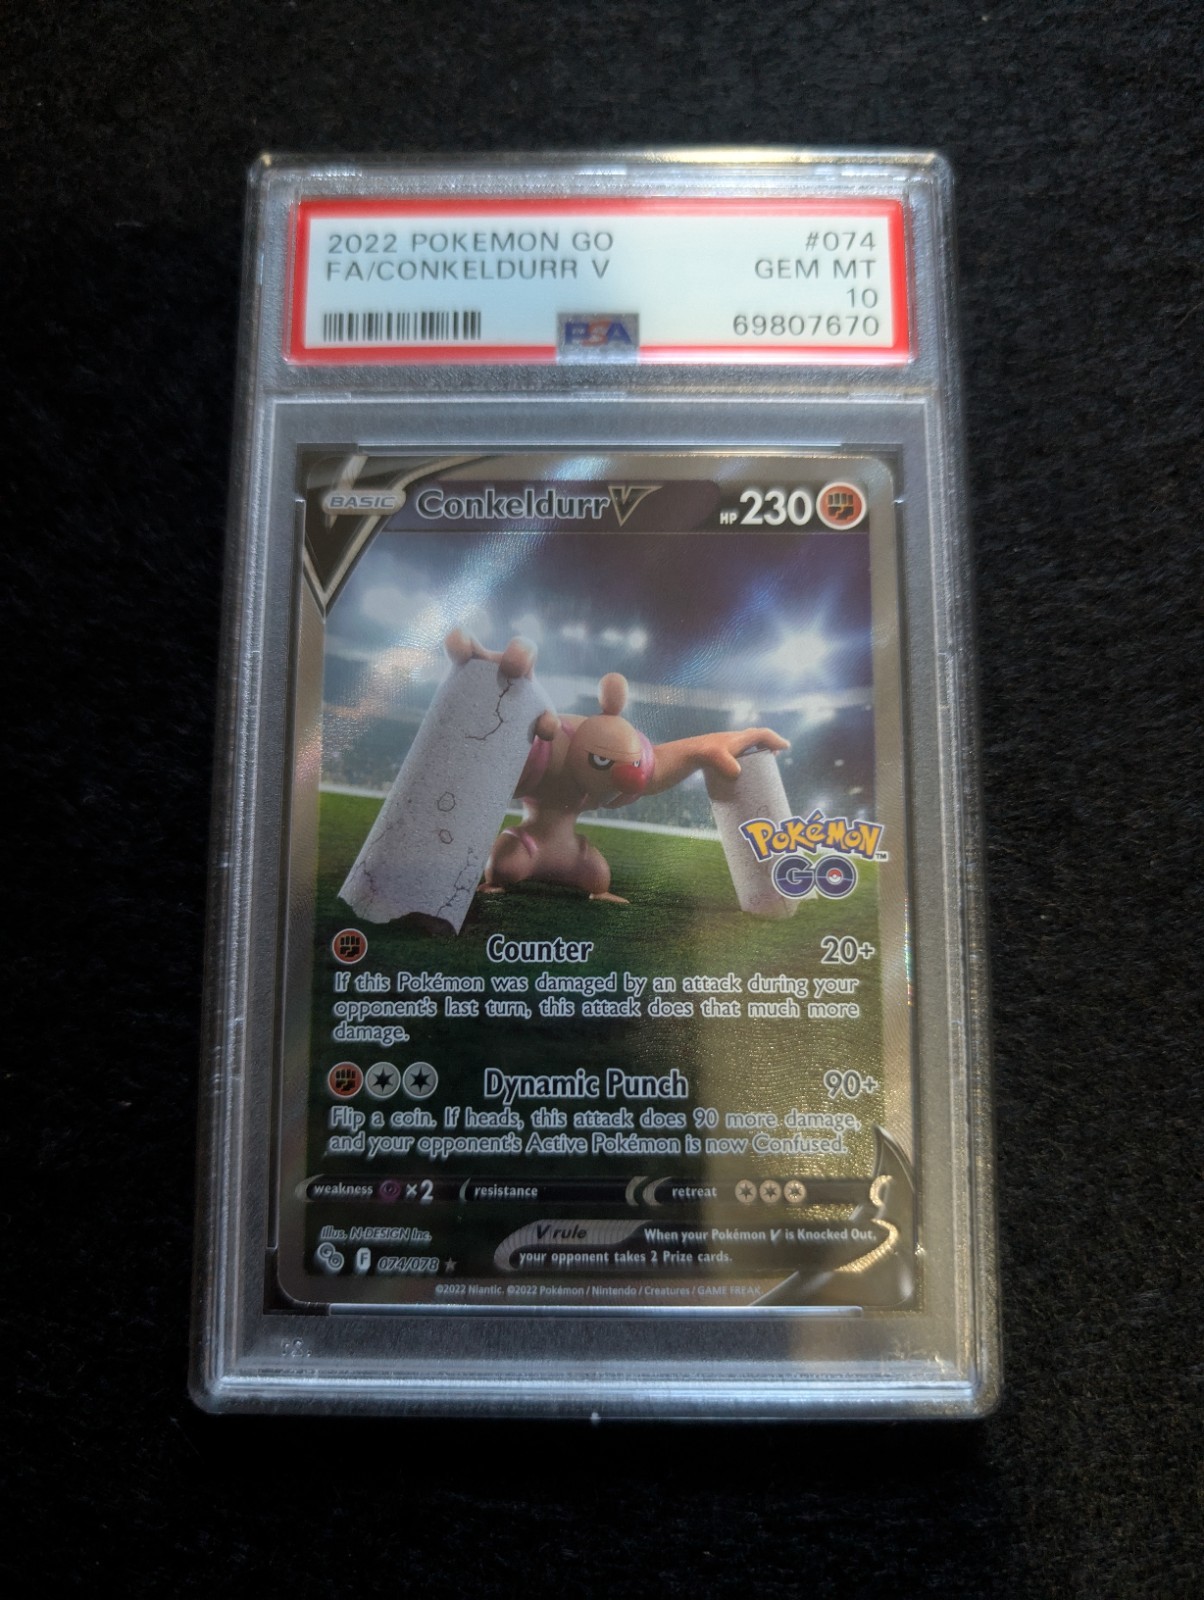 2022 POKEMON GO #074
FA/CONKELDURR V GEM MT
10
PSA 69807670
BASIC Conkeldurr V HP 230
POKÉMON™
GO
Counter 20+
If this Pokémon was damaged by an attack during your
opponent's last turn, this attack does that much more
damage.
Dynamic Punch 90+
Flip a coin. If heads, this attack does 90 more damage,
and your opponent's Active Pokémon is now Confused.
weakness ×2 resistance retreat
Illus. N-DESIGN Inc. V rule When your Pokémon V is Knocked Out,
GO F 074/078 ★ your opponent takes 2 Prize cards.
©2022 Niantic. ©2022 Pokémon / Nintendo / Creatures / GAME FREAK